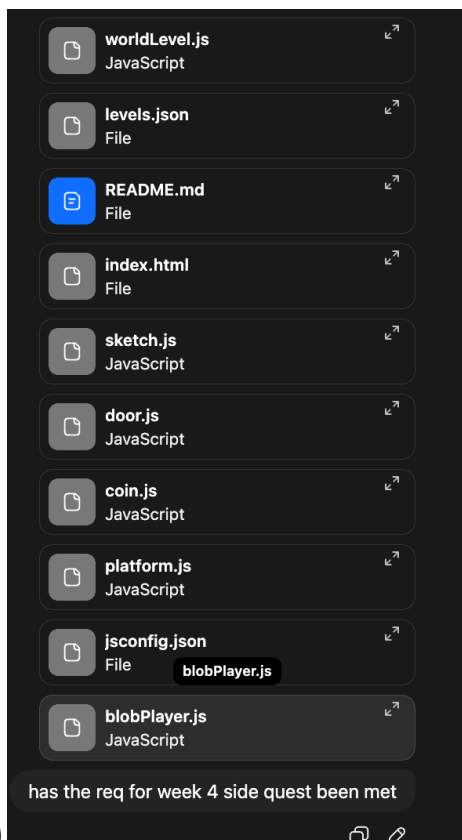 worldLevel.js
JavaScript
levels.json
File
README.md
File
index.html
File
sketch.js
JavaScript
door.js
JavaScript
coin.js
JavaScript
platform.js
JavaScript
jsconfig.json
File
blobPlayer.js
blobPlayer.js
JavaScript
has the req for week 4 side quest been met